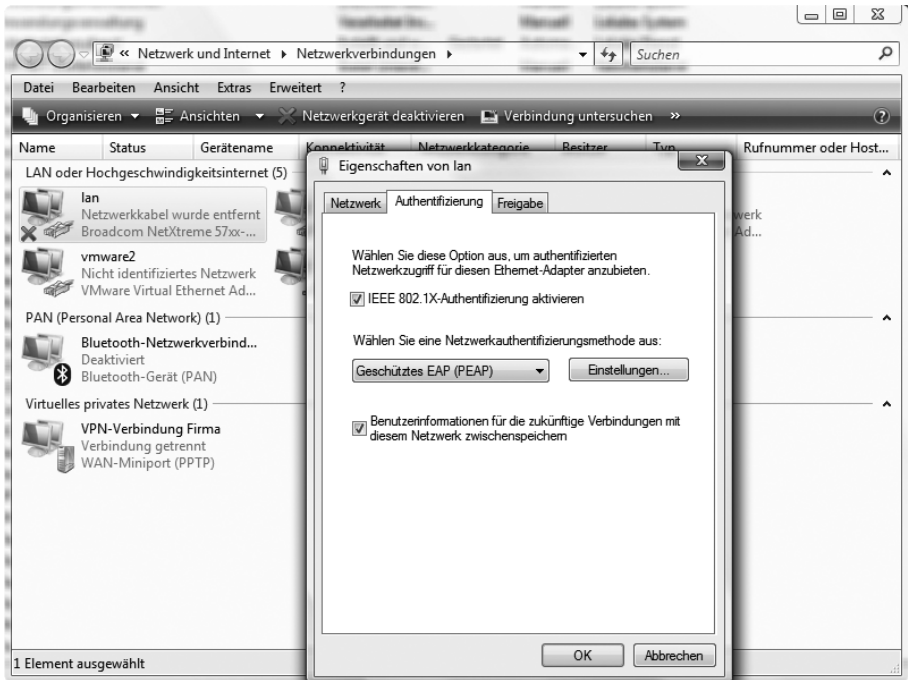 « Netzwerk und Internet ▸ Netzwerkverbindungen ▸ Suchen
Datei Bearbeiten Ansicht Extras Erweitert ?
Organisieren Ansichten Netzwerkgerät deaktivieren Verbindung untersuchen »
Name Status Gerätename Konnektivität Netzwerkkategorie Besitzer Typ Rufnummer oder Host...
LAN oder Hochgeschwindigkeitsinternet (5)
lan
Netzwerkkabel wurde entfernt
Broadcom NetXtreme 57xx-...
vmware2
Nicht identifiziertes Netzwerk
VMware Virtual Ethernet Ad...
PAN (Personal Area Network) (1)
Bluetooth-Netzwerkverbind...
Deaktiviert
Bluetooth-Gerät (PAN)
Virtuelles privates Netzwerk (1)
VPN-Verbindung Firma
Verbindung getrennt
WAN-Miniport (PPTP)
1 Element ausgewählt
Eigenschaften von lan
Netzwerk Authentifizierung Freigabe
Wählen Sie diese Option aus, um authentifizierten
Netzwerkzugriff für diesen Ethernet-Adapter anzubieten.
IEEE 802.1X-Authentifizierung aktivieren
Wählen Sie eine Netzwerkauthentifizierungsmethode aus:
Geschütztes EAP (PEAP) Einstellungen...
Benutzerinformationen für die zukünftige Verbindungen mit
diesem Netzwerk zwischenspeichern
OK Abbrechen